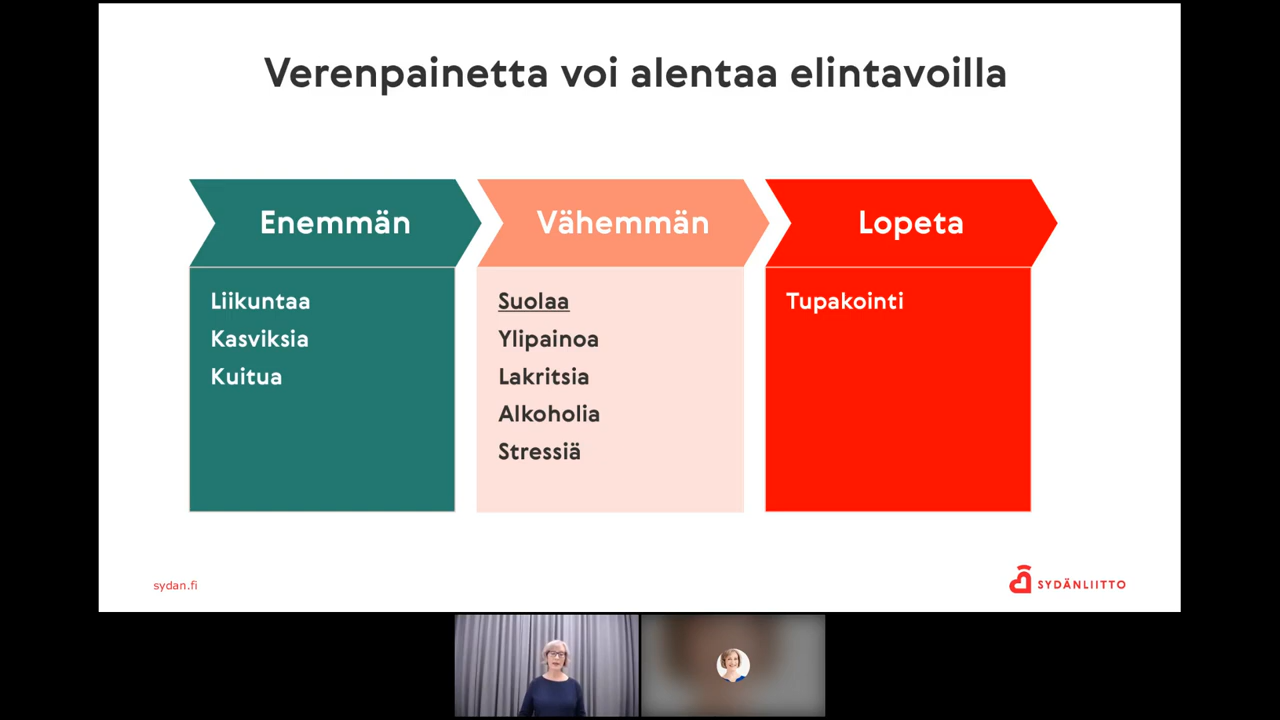 Verenpainetta voi alentaa elintavoilla
Enemmän
Liikuntaa
Kasviksia
Kuitua
Vähemmän
Suolaa
Ylipainoa
Lakritsia
Alkoholia
Stressiä
Lopeta
Tupakointi
sydan.fi
SYDÄNLIITTO